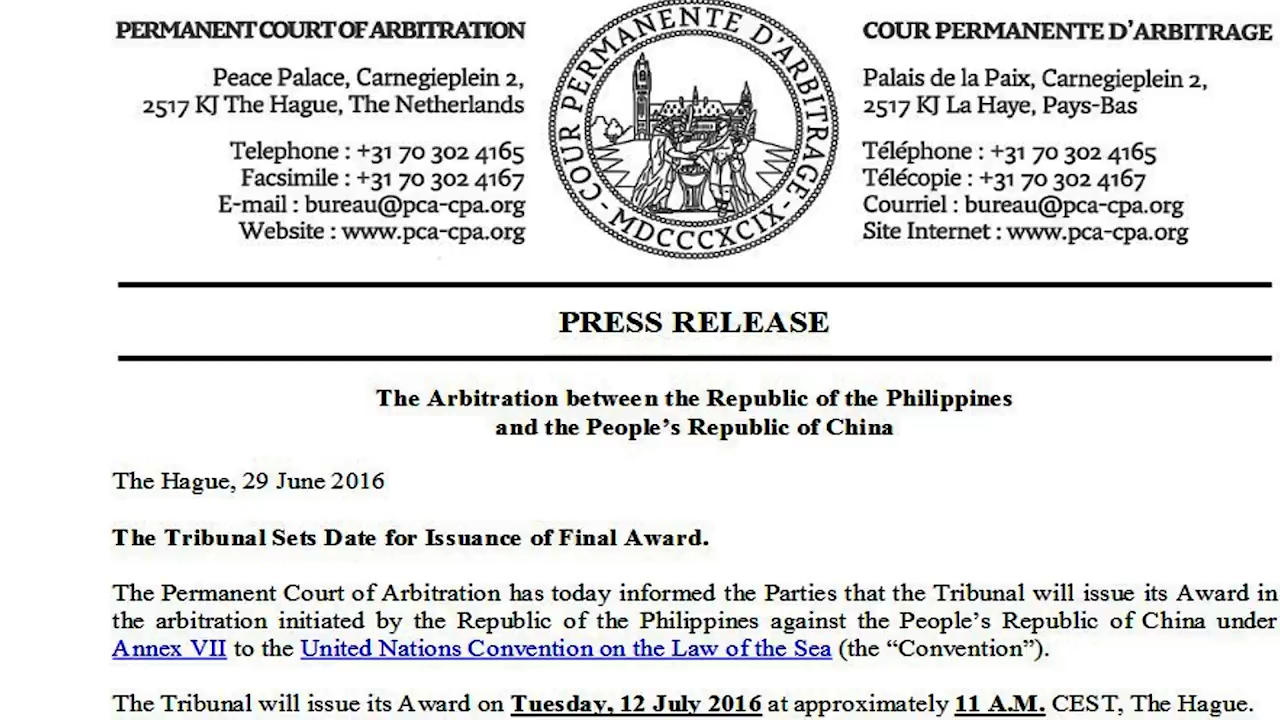 PERMANENT COURT OF ARBITRATION
Peace Palace, Carnegieplein 2,
2517 KJ The Hague, The Netherlands
Telephone : +31 70 302 4165
Facsimile : +31 70 302 4167
E-mail : bureau@pca-cpa.org
Website : www.pca-cpa.org
COUR PERMANENTE D'ARBITRAGE · MDCCCXCIX ·
COUR PERMANENTE D'ARBITRAGE
Palais de la Paix, Carnegieplein 2,
2517 KJ La Haye, Pays-Bas
Téléphone : +31 70 302 4165
Télécopie : +31 70 302 4167
Courriel : bureau@pca-cpa.org
Site Internet : www.pca-cpa.org
PRESS RELEASE
The Arbitration between the Republic of the Philippines
and the People's Republic of China
The Hague, 29 June 2016
The Tribunal Sets Date for Issuance of Final Award.
The Permanent Court of Arbitration has today informed the Parties that the Tribunal will issue its Award in
the arbitration initiated by the Republic of the Philippines against the People's Republic of China under
Annex VII to the United Nations Convention on the Law of the Sea (the “Convention”).
The Tribunal will issue its Award on Tuesday, 12 July 2016 at approximately 11 A.M. CEST, The Hague.